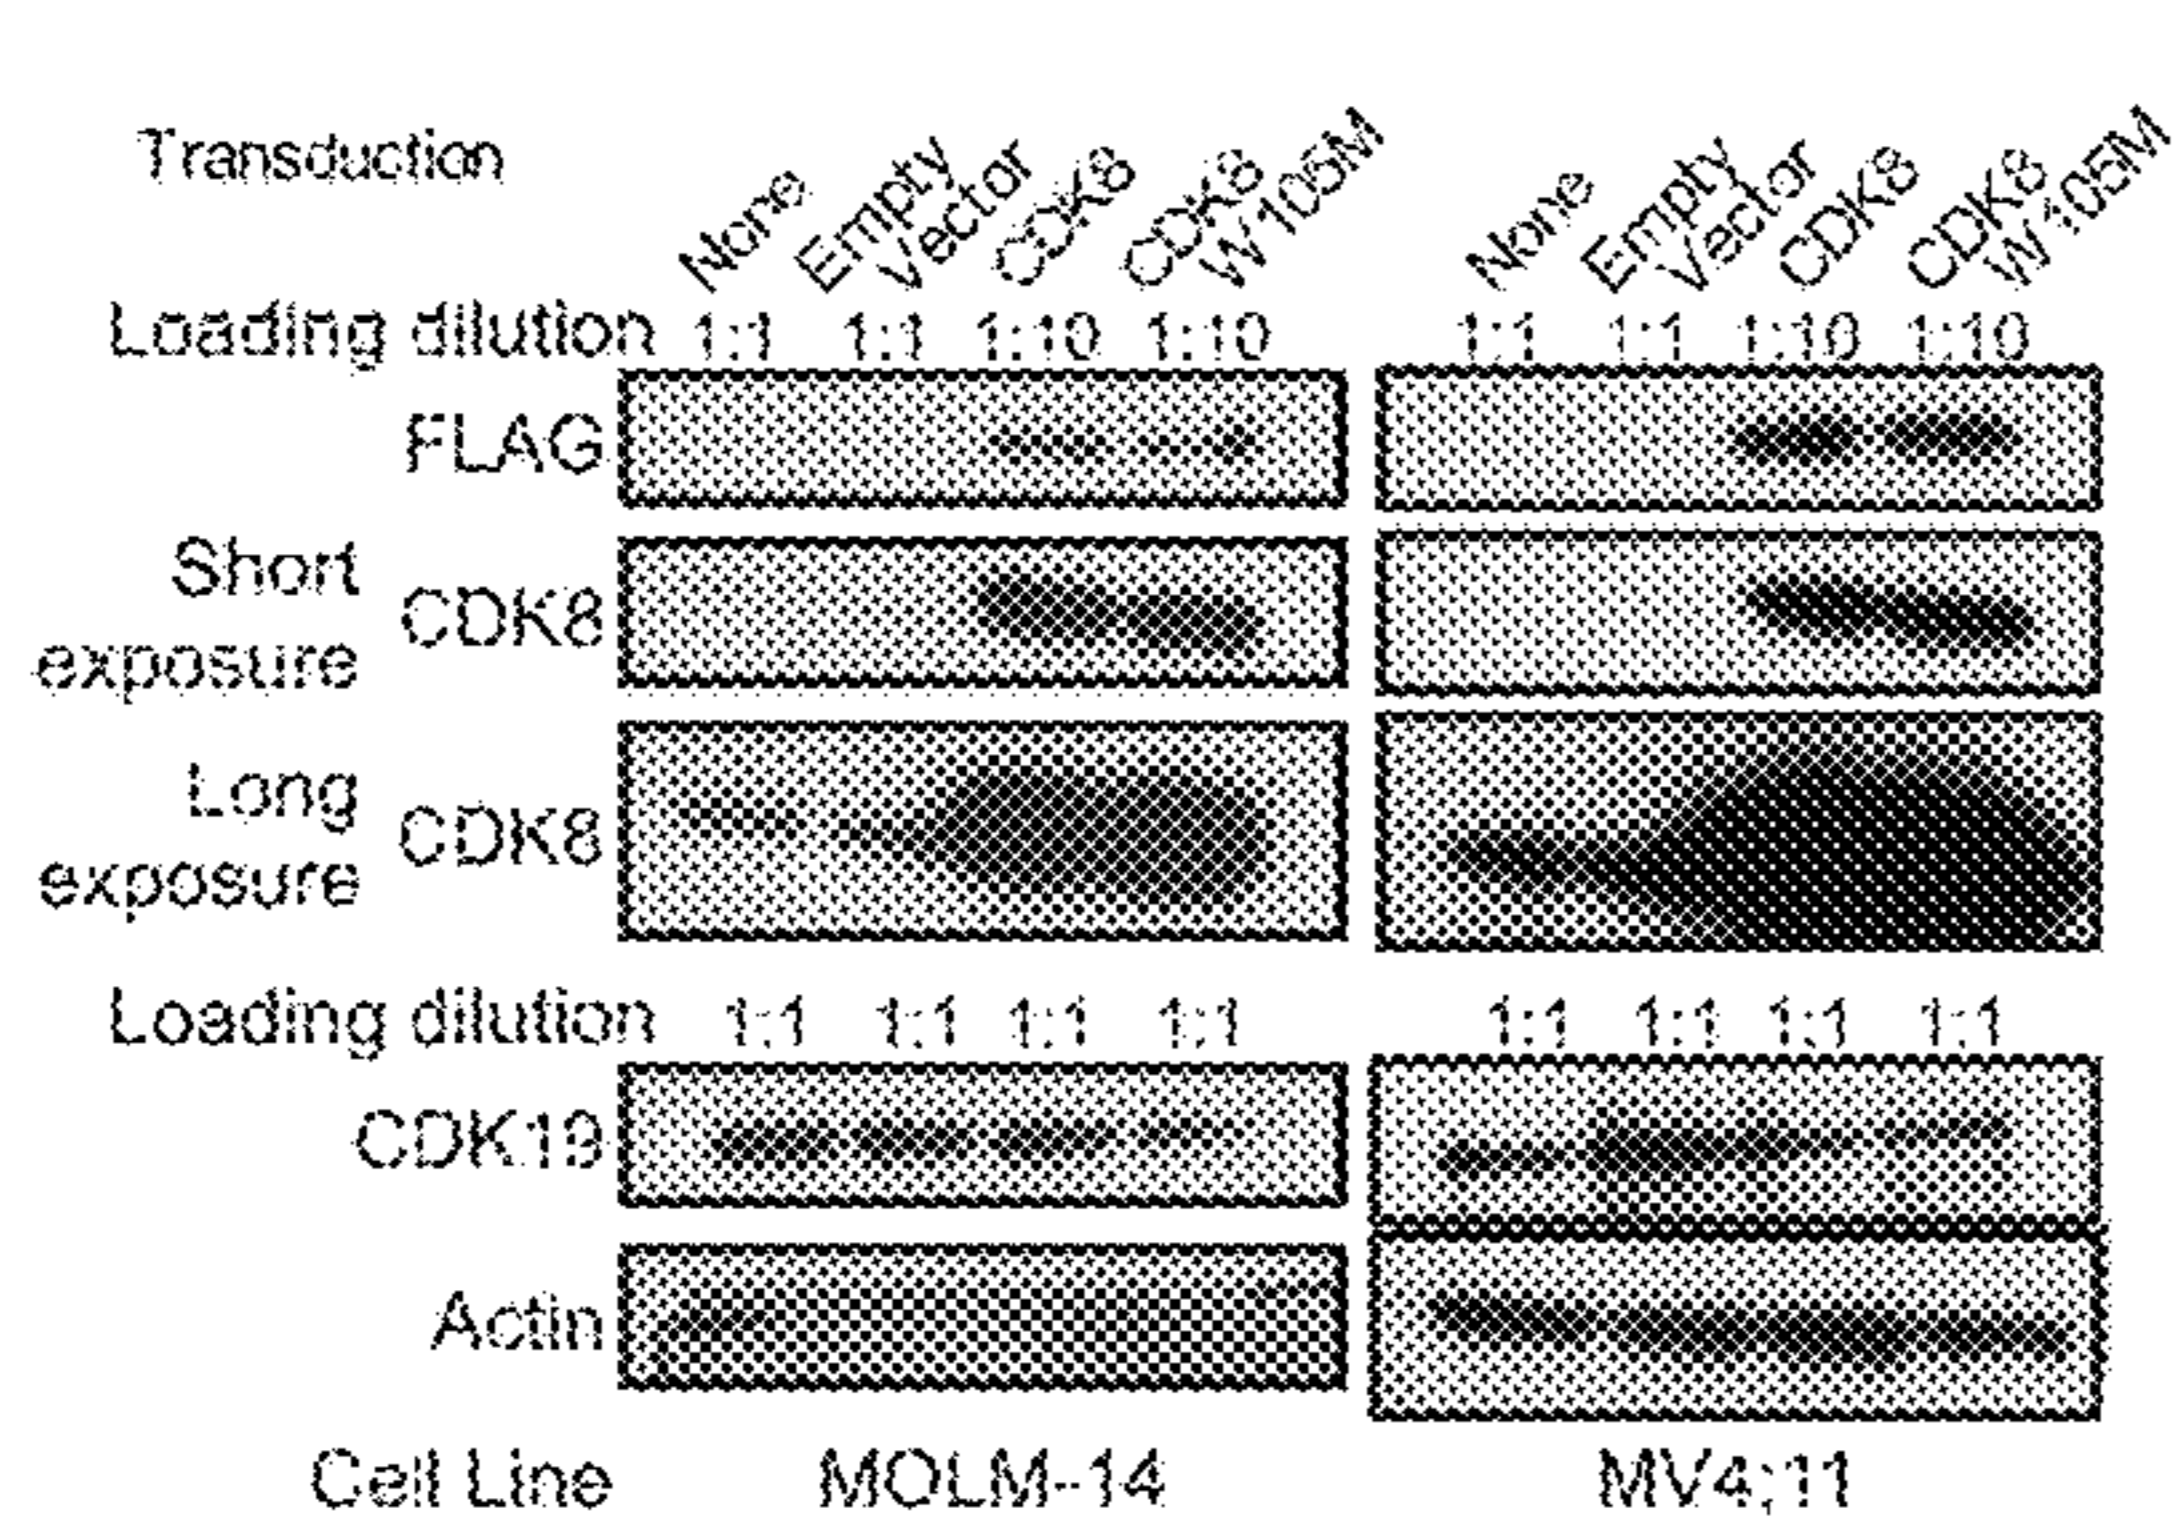 Transduction
None Empty Vector CDK8 CDK8 W105M None Empty Vector CDK8 CDK8 W105M
Loading dilution 1:1 1:1 1:10 1:10 1:1 1:1 1:10 1:10
FLAG
Short exposure CDK8
Long exposure CDK8
Loading dilution 1:1 1:1 1:1 1:1 1:1 1:1 1:1 1:1
CDK19
Actin
Cell Line MOLM-14 MV4;11